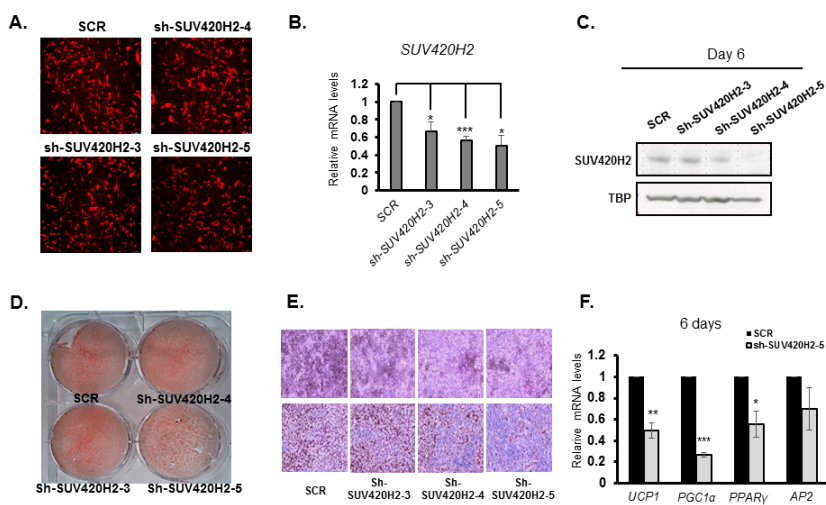 A.
SCR
sh-SUV420H2-4
sh-SUV420H2-3
sh-SUV420H2-5
B.
SUV420H2
Relative mRNA levels
1.2
1
0.8
0.6
0.4
0.2
0
*
***
*
SCR
sh-SUV420H2-3
sh-SUV420H2-4
sh-SUV420H2-5
C.
Day 6
SCR
Sh-SUV420H2-3
Sh-SUV420H2-4
Sh-SUV420H2-5
SUV420H2
TBP
D.
SCR
Sh-SUV420H2-4
Sh-SUV420H2-3
Sh-SUV420H2-5
E.
SCR
Sh-
SUV420H2-3
Sh-
SUV420H2-4
Sh-
SUV420H2-5
F.
6 days
SCR
sh-SUV420H2-5
Relative mRNA levels
1.2
1
0.8
0.6
0.4
0.2
0
**
***
*
UCP1
PGC1α
PPARγ
AP2